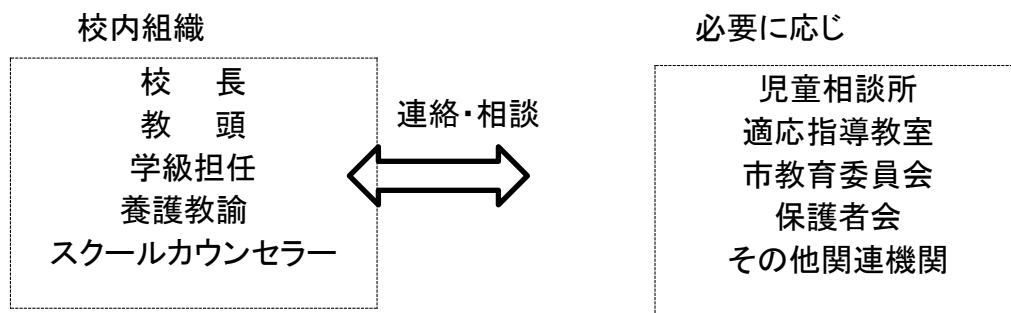 校内組織
校　長
教　頭
学級担任
養護教諭
スクールカウンセラー
連絡・相談
必要に応じ
児童相談所
適応指導教室
市教育委員会
保護者会
その他関連機関